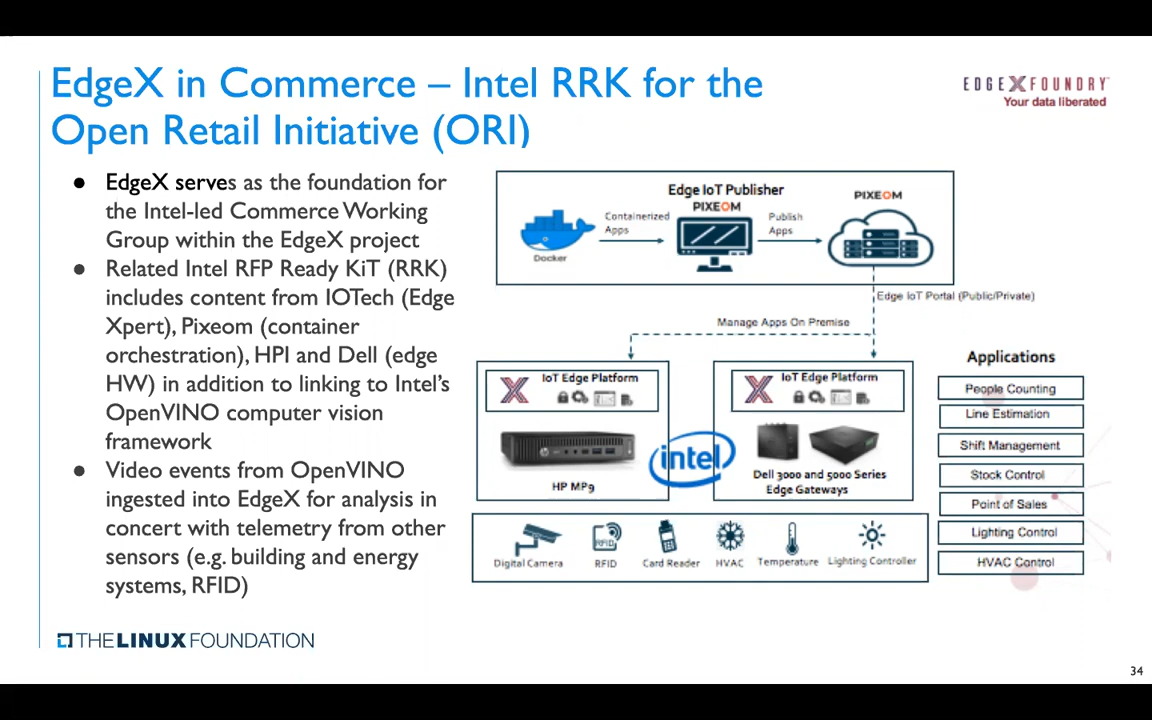 EdgeX in Commerce – Intel RRK for the
Open Retail Initiative (ORI)
EDGE X FOUNDRY
Your data liberated
● EdgeX serves as the foundation for
the Intel-led Commerce Working
Group within the EdgeX project
● Related Intel RFP Ready KiT (RRK)
includes content from IOTech (Edge
Xpert), Pixeom (container
orchestration), HPI and Dell (edge
HW) in addition to linking to Intel's
OpenVINO computer vision
framework
● Video events from OpenVINO
ingested into EdgeX for analysis in
concert with telemetry from other
sensors (e.g. building and energy
systems, RFID)
Edge IoT Publisher
PIXEOM
PIXEOM
Containerized
Apps
Publish
Apps
Docker
Edge IoT Portal (Public/Private)
Manage Apps On Premise
IoT Edge Platform
IoT Edge Platform
hp
intel
HP MP9
Dell 3000 and 5000 Series
Edge Gateways
RFID
Digital Camera
RFID
Card Reader
HVAC
Temperature
Lighting Controller
Applications
People Counting
Line Estimation
Shift Management
Stock Control
Point of Sales
Lighting Control
HVAC Control
THE LINUX FOUNDATION
34